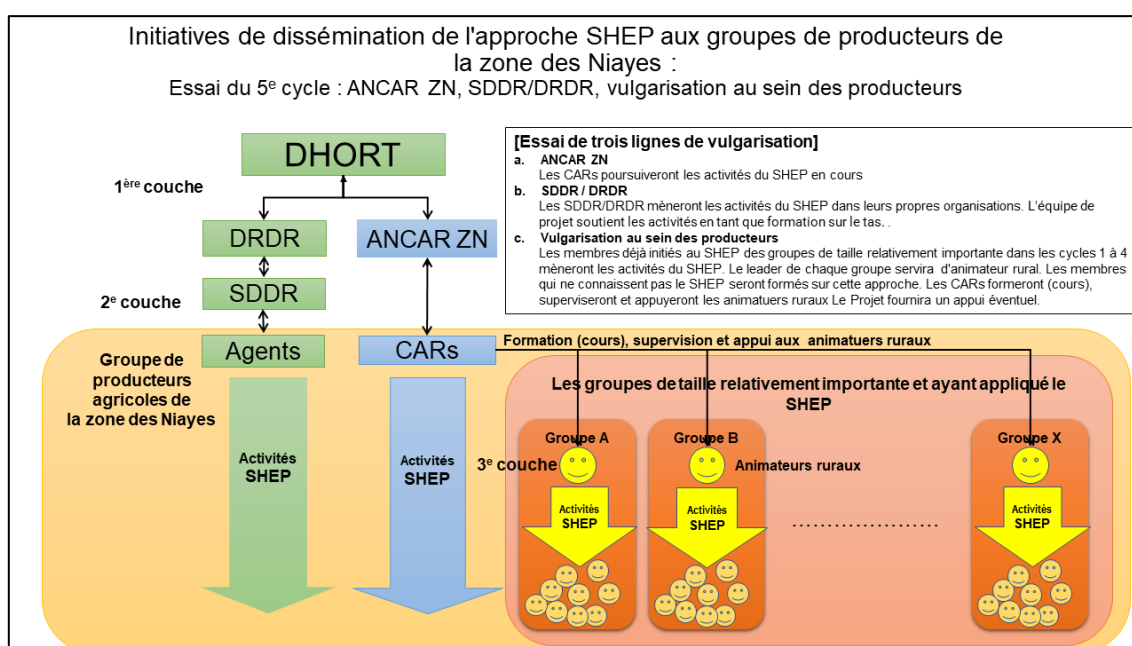 Initiatives de dissémination de l'approche SHEP aux groupes de producteurs de
la zone des Niayes :
Essai du 5e cycle : ANCAR ZN, SDDR/DRDR, vulgarisation au sein des producteurs
DHORT
1ère couche
DRDR
ANCAR ZN
2e couche
SDDR
[Essai de trois lignes de vulgarisation]
a. ANCAR ZN
Les CARs poursuiveront les activités du SHEP en cours
b. SDDR / DRDR
Les SDDR/DRDR mèneront les activités du SHEP dans leurs propres organisations. L'équipe de
projet soutient les activités en tant que formation sur le tas. .
c. Vulgarisation au sein des producteurs
Les membres déjà initiés au SHEP des groupes de taille relativement importante dans les cycles 1 à 4
mèneront les activités du SHEP. Le leader de chaque groupe servira d'animateur rural. Les membres
qui ne connaissent pas le SHEP seront formés sur cette approche. Les CARs formeront (cours),
superviseront et appuyeront les animatuers ruraux Le Projet fournira un appui éventuel.
Groupe de
producteurs
agricoles de
la zone des Niayes
Agents
CARs
Formation (cours), supervision et appui aux animatuers ruraux
Les groupes de taille relativement importante et ayant appliqué le
SHEP
Activités
SHEP
Activités
SHEP
3e couche
Groupe A
Groupe B
Groupe X
Animateurs ruraux
Activités
SHEP
Activités
SHEP
........................
Activités
SHEP